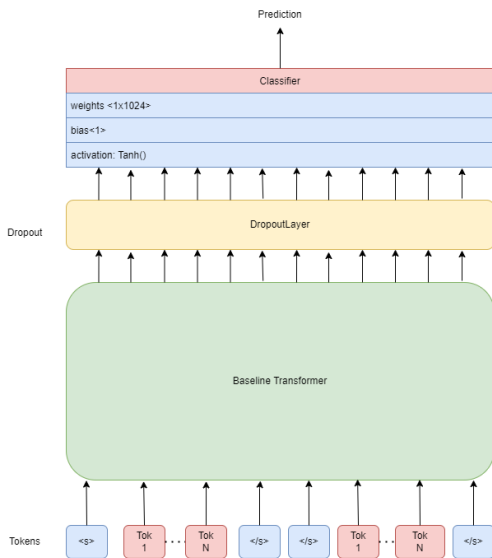 Prediction
Classifier
weights <1x1024>
bias<1>
activation: Tanh()
Dropout
DropoutLayer
Baseline Transformer
Tokens
<s>
Tok
1
....
Tok
N
</s>
</s>
Tok
1
....
Tok
N
</s>